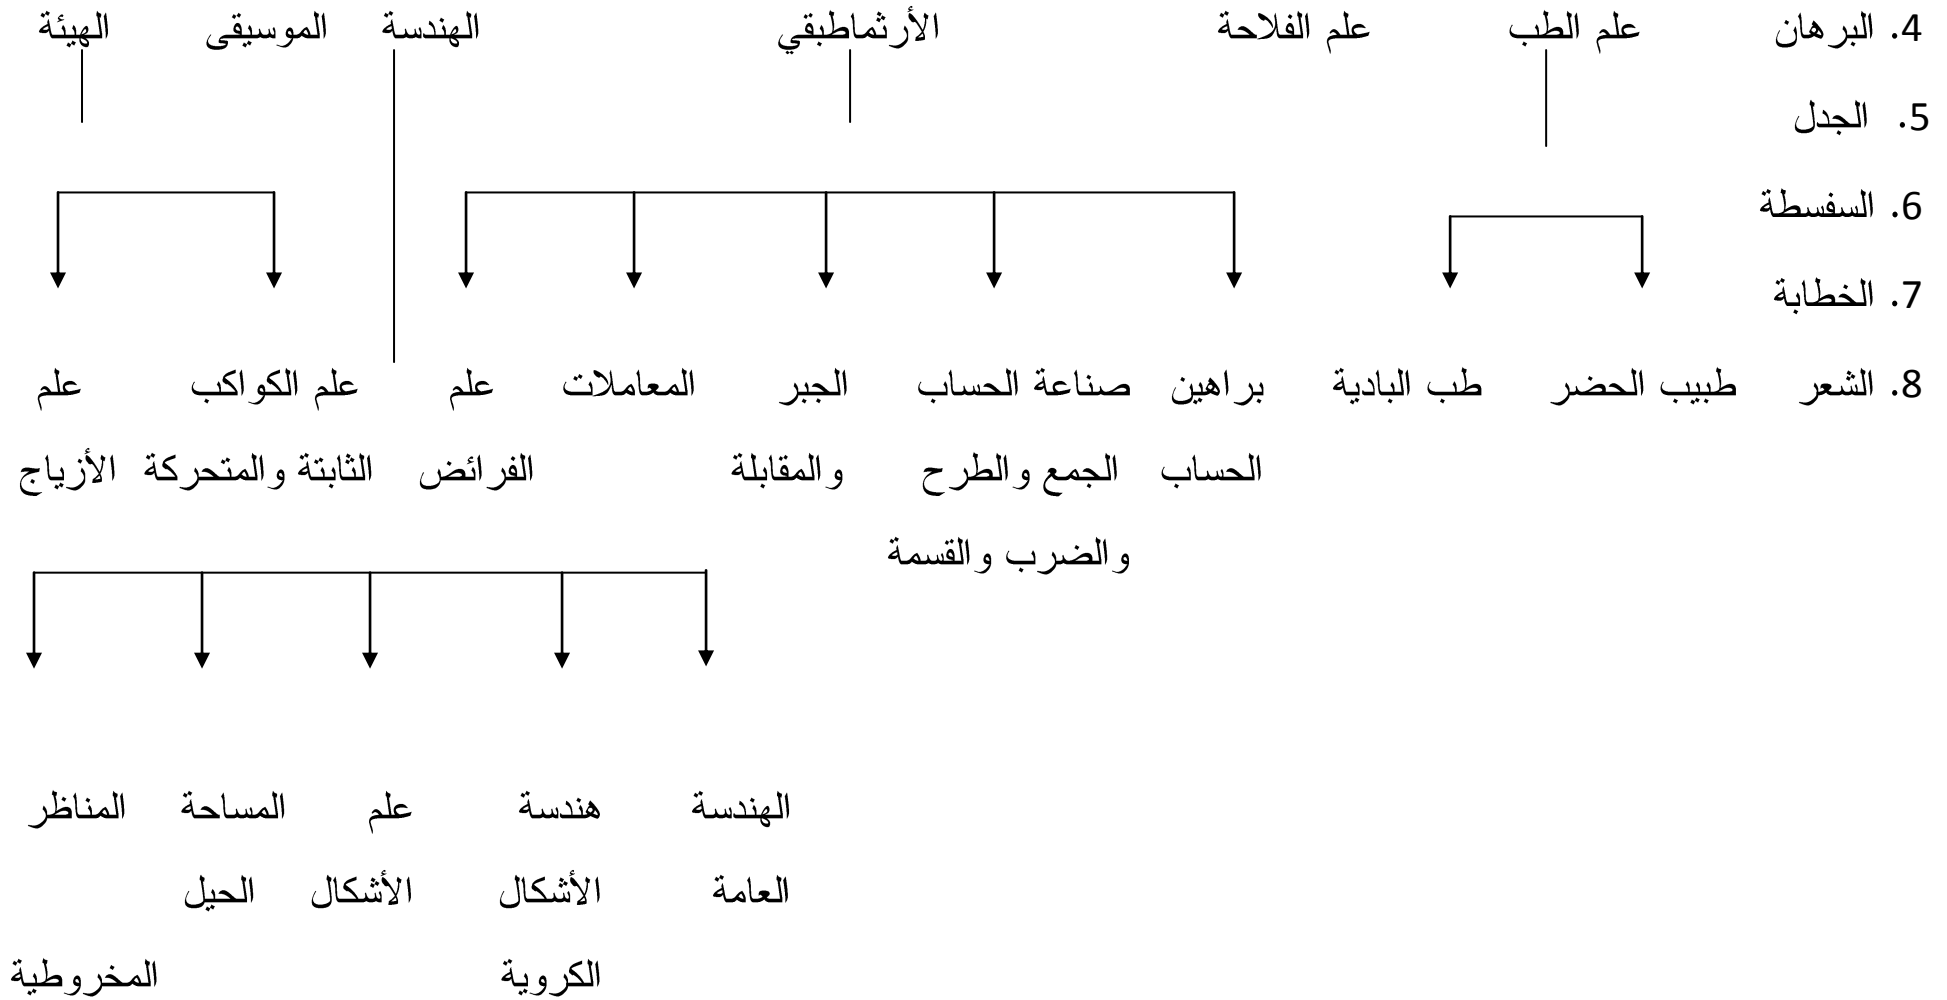 4. البرهان علم الطب علم الفلاحة الأرثماطبقي الهندسة الموسيقى الهيئة
5. الجدل
6. السفسطة
7. الخطابة
8. الشعر طبيب الحضر طب البادية براهين صناعة الحساب الجبر المعاملات علم علم الكواكب علم
الحساب الجمع والطرح والمقابلة الفرائض الثابتة والمتحركة الأزياج
والضرب والقسمة
الهندسة هندسة علم المساحة المناظر
العامة الأشكال الأشكال الحيل
الكروية المخروطية